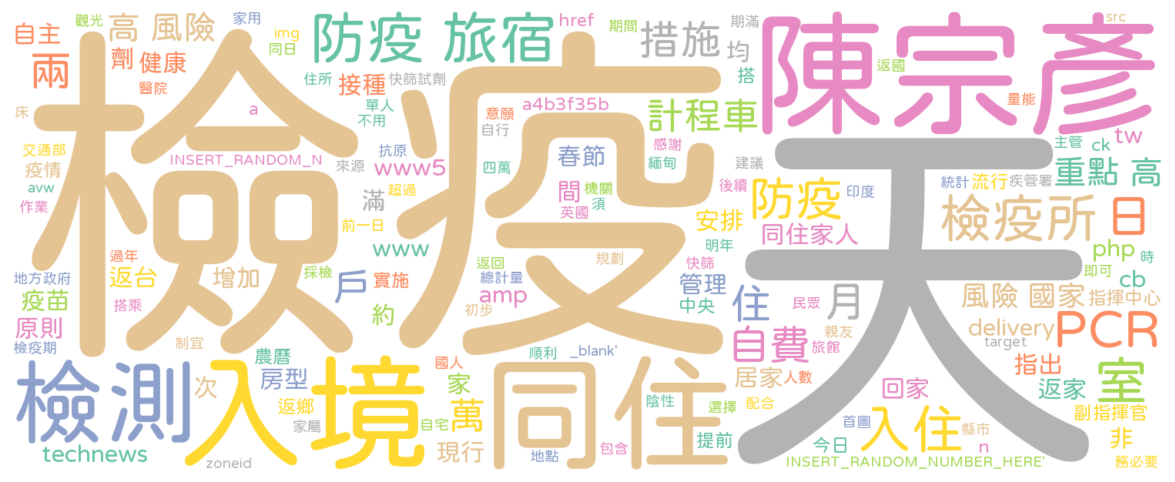 檢疫
天
陳宗彥
入境
同住
檢測
防疫 旅宿
高 風險
自主
觀光
家用
img
同日
兩
劑 健康
醫院
接種
住所
快篩試劑
href
期間
措施
期滿
均
搭
src
返國
量能
床
a
單人
不用
意願
自行
a4b3f35b
計程車
tw
交通部
疫情
avw
作業
INSERT_RANDOM_N
來源
抗原
www5
超過
四萬
春節
感謝
緬甸
建議
主管
ck
重點 高
滿
前一日
間
機關
須
英國
後續
防疫
印度
統計
流行
疾管署
安排
同住家人
檢疫所
日
過年
地方政府
返台
增加
採檢
實施
戶
www
返回
總計量
規劃
快篩
明年
管理
中央
php
時
即可
cb
疫苗
搭乘
約
amp
初步
住
民眾
月
風險 國家
指揮中心
原則
檢疫期
制宜
自費
親友
旅館
delivery
target
PCR
農曆
順利
_blank'
國人
家
房型
次
居家
人數
指出
返家
室
回家
返鄉
家屬
自宅
萬
陰性
選擇
配合
入住
首圖
縣市
副指揮官
非
technews
zoneid
現行
地點
包含
提前
今日
n
INSERT_RANDOM_NUMBER_HERE'
務必要